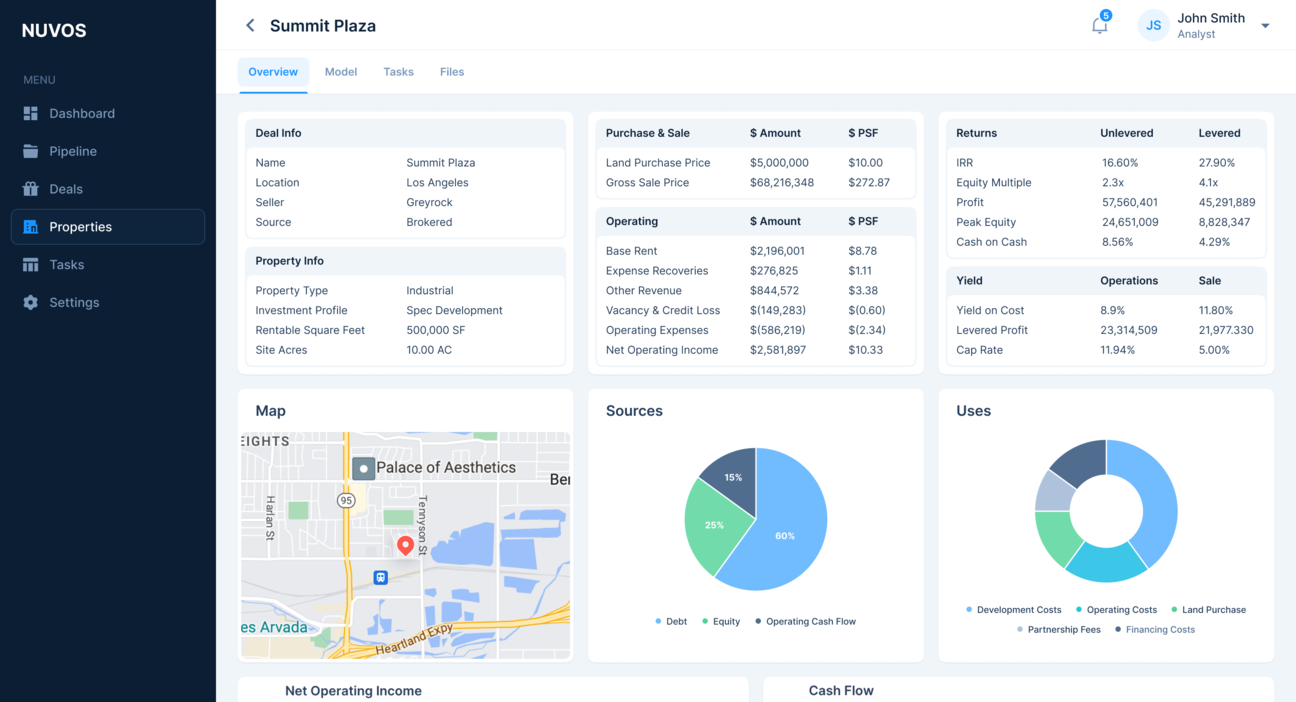 NUVOS
MENU
Dashboard
Pipeline
Deals
Properties
Tasks
Settings
Summit Plaza
5
JS
John Smith
Analyst
Overview Model Tasks Files
Deal Info
Name Summit Plaza
Location Los Angeles
Seller Greyrock
Source Brokered
Property Info
Property Type Industrial
Investment Profile Spec Development
Rentable Square Feet 500,000 SF
Site Acres 10.00 AC
Purchase & Sale $ Amount $ PSF
Land Purchase Price $5,000,000 $10.00
Gross Sale Price $68,216,348 $272.87
Operating $ Amount $ PSF
Base Rent $2,196,001 $8.78
Expense Recoveries $276,825 $1.11
Other Revenue $844,572 $3.38
Vacancy & Credit Loss $(149,283) $(0.60)
Operating Expenses $(586,219) $(2.34)
Net Operating Income $2,581,897 $10.33
Returns Unlevered Levered
IRR 16.60% 27.90%
Equity Multiple 2.3x 4.1x
Profit 57,560,401 45,291,889
Peak Equity 24,651,009 8,828,347
Cash on Cash 8.56% 4.29%
Yield Operations Sale
Yield on Cost 8.9% 11.80%
Levered Profit 23,314,509 21,977.330
Cap Rate 11.94% 5.00%
Map
EIGHTS
Palace of Aesthetics
Ber
95
Harlan St
Tennyson St
es Arvada
Heartland Expy
Sources
15%
25%
60%
Debt Equity Operating Cash Flow
Uses
Development Costs Operating Costs Land Purchase
Partnership Fees Financing Costs
Net Operating Income
Cash Flow